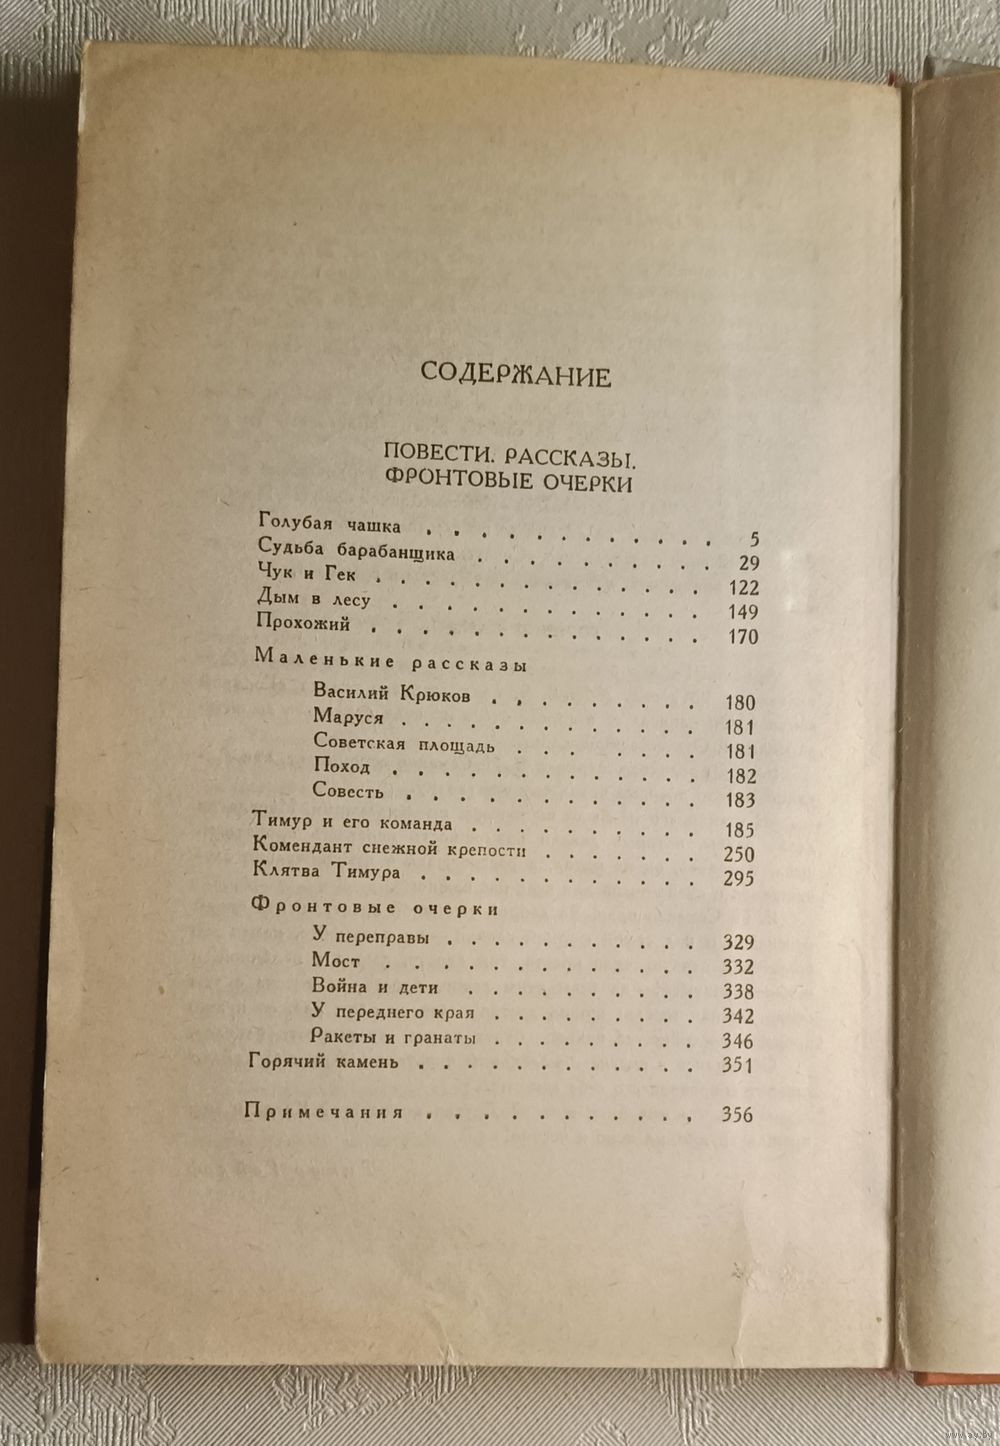 СОДЕРЖАНИЕ
ПОВЕСТИ. РАССКАЗЫ.
ФРОНТОВЫЕ ОЧЕРКИ
Голубая чашка . . . . . . . . . . . . 5
Судьба барабанщика . . . . . . . . . . 29
Чук и Гек . . . . . . . . . . . . . 122
Дым в лесу . . . . . . . . . . . . 149
Прохожий . . . . . . . . . . . . . 170
Маленькие рассказы
Василий Крюков . . . . . . . . . 180
Маруся . . . . . . . . . . . . . 181
Советская площадь . . . . . . . 181
Поход . . . . . . . . . . . . . 182
Совесть . . . . . . . . . . . . 183
Тимур и его команда . . . . . . . . . . 185
Комендант снежной крепости . . . . . . . 250
Клятва Тимура . . . . . . . . . . . . 295
Фронтовые очерки
У переправы . . . . . . . . . . . 329
Мост . . . . . . . . . . . . . 332
Война и дети . . . . . . . . . . 338
У переднего края . . . . . . . . . 342
Ракеты и гранаты . . . . . . . . . 346
Горячий камень . . . . . . . . . . . . 351
Примечания . . . . . . . . . . . 356
www.ay.by